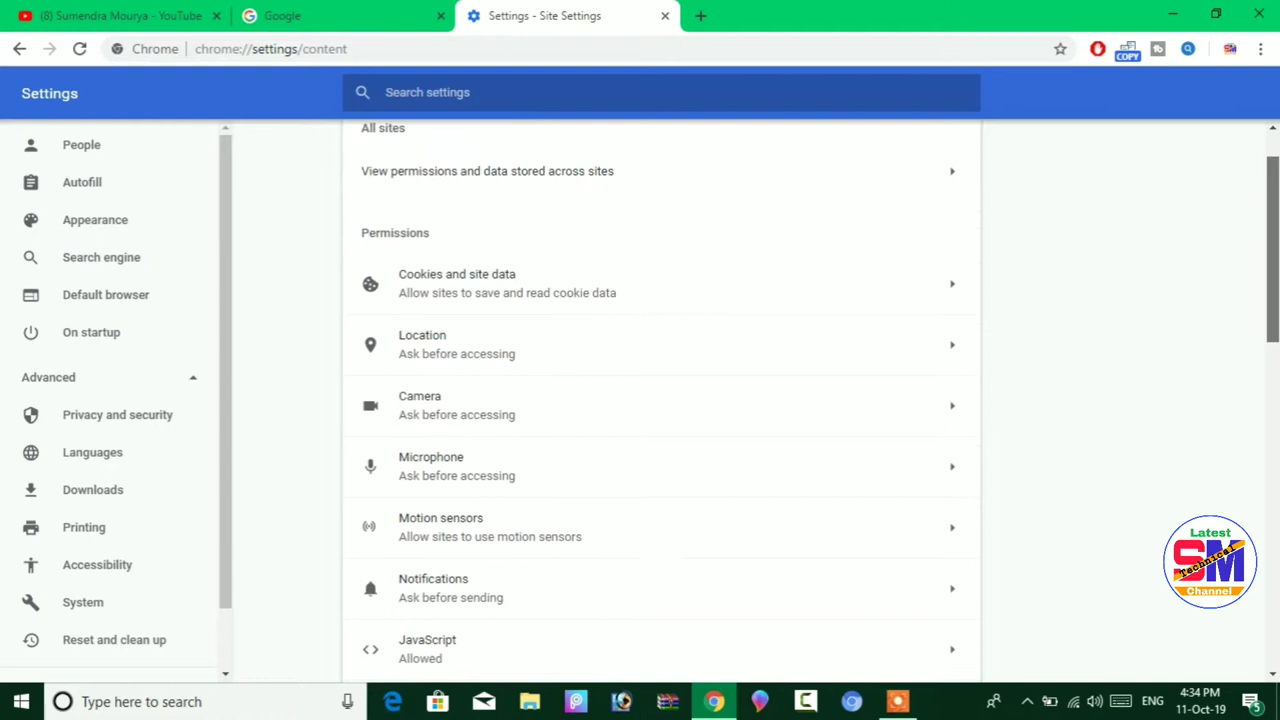 (8) Sumendra Mourya - YouTube
Google
Settings - Site Settings
Chrome
chrome://settings/content
COPY
SM
Settings
Search settings
People
Autofill
Appearance
Search engine
Default browser
On startup
Advanced
Privacy and security
Languages
Downloads
Printing
Accessibility
System
Reset and clean up
All sites
View permissions and data stored across sites
Permissions
Cookies and site data
Allow sites to save and read cookie data
Location
Ask before accessing
Camera
Ask before accessing
Microphone
Ask before accessing
Motion sensors
Allow sites to use motion sensors
Notifications
Ask before sending
JavaScript
Allowed
Latest
SM
Technical
Channel
Type here to search
ENG
4:34 PM
11-Oct-19
5